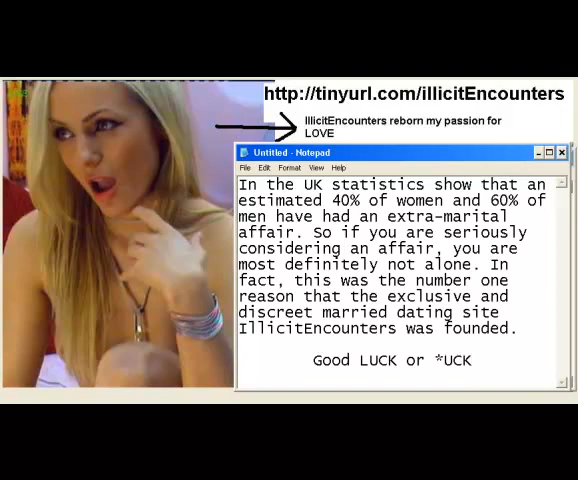 http://tinyurl.com/illicitEncounters
IllicitEncounters reborn my passion for
LOVE
Untitled - Notepad
File Edit Format View Help
In the UK statistics show that an
estimated 40% of women and 60% of
men have had an extra-marital
affair. So if you are seriously
considering an affair, you are
most definitely not alone. In
fact, this was the number one
reason that the exclusive and
discreet married dating site
IllicitEncounters was founded.
Good LUCK or *UCK